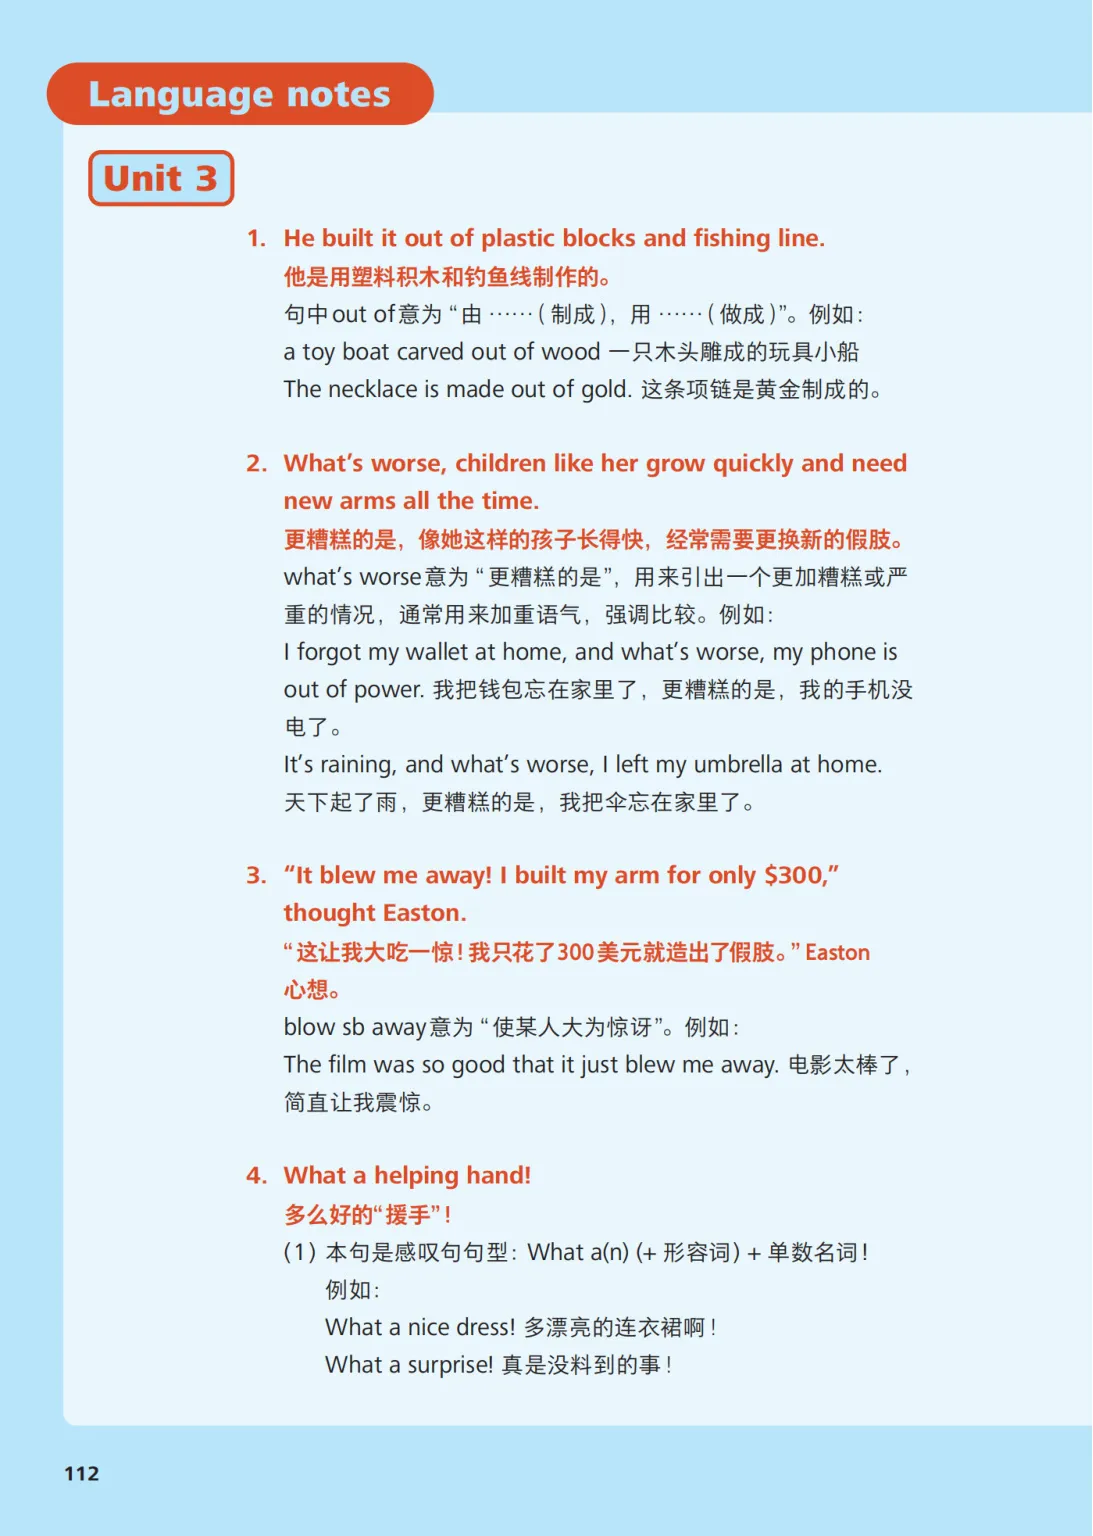 Language notes
Unit 3
1. He built it out of plastic blocks and fishing line.
他是用塑料积木和钓鱼线制作的。
句中out of意为“由……(制成)，用……(做成)”。例如：
a toy boat carved out of wood 一只木头雕成的玩具小船
The necklace is made out of gold. 这条项链是黄金制成的。
2. What’s worse, children like her grow quickly and need
new arms all the time.
更糟糕的是，像她这样的孩子长得快，经常需要更换新的假肢。
what’s worse意为“更糟糕的是”，用来引出一个更加糟糕或严
重的情况，通常用来加重语气，强调比较。例如：
I forgot my wallet at home, and what’s worse, my phone is
out of power. 我把钱包忘在家里了，更糟糕的是，我的手机没
电了。
It’s raining, and what’s worse, I left my umbrella at home.
天下起了雨，更糟糕的是，我把伞忘在家里了。
3. “It blew me away! I built my arm for only $300,”
thought Easton.
“这让我大吃一惊！我只花了300美元就造出了假肢。”Easton
心想。
blow sb away意为“使某人大为惊讶”。例如：
The film was so good that it just blew me away. 电影太棒了，
简直让我震惊。
4. What a helping hand!
多么好的“援手”！
(1) 本句是感叹句句型：What a(n) (+ 形容词) + 单数名词！
例如：
What a nice dress! 多漂亮的连衣裙啊！
What a surprise! 真是没料到的事！
112